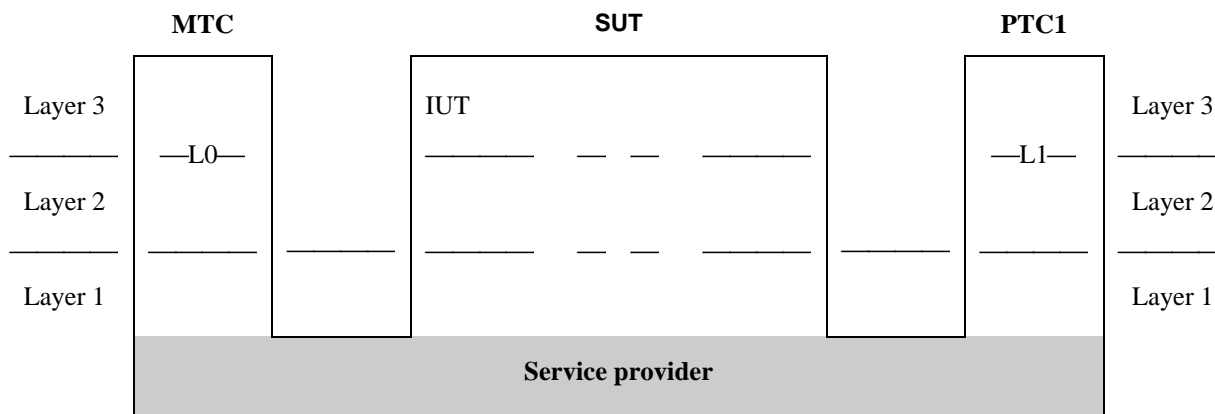 MTC SUT PTC1
Layer 3 IUT Layer 3
L0 L1
Layer 2 Layer 2
Layer 1 Layer 1
Service provider